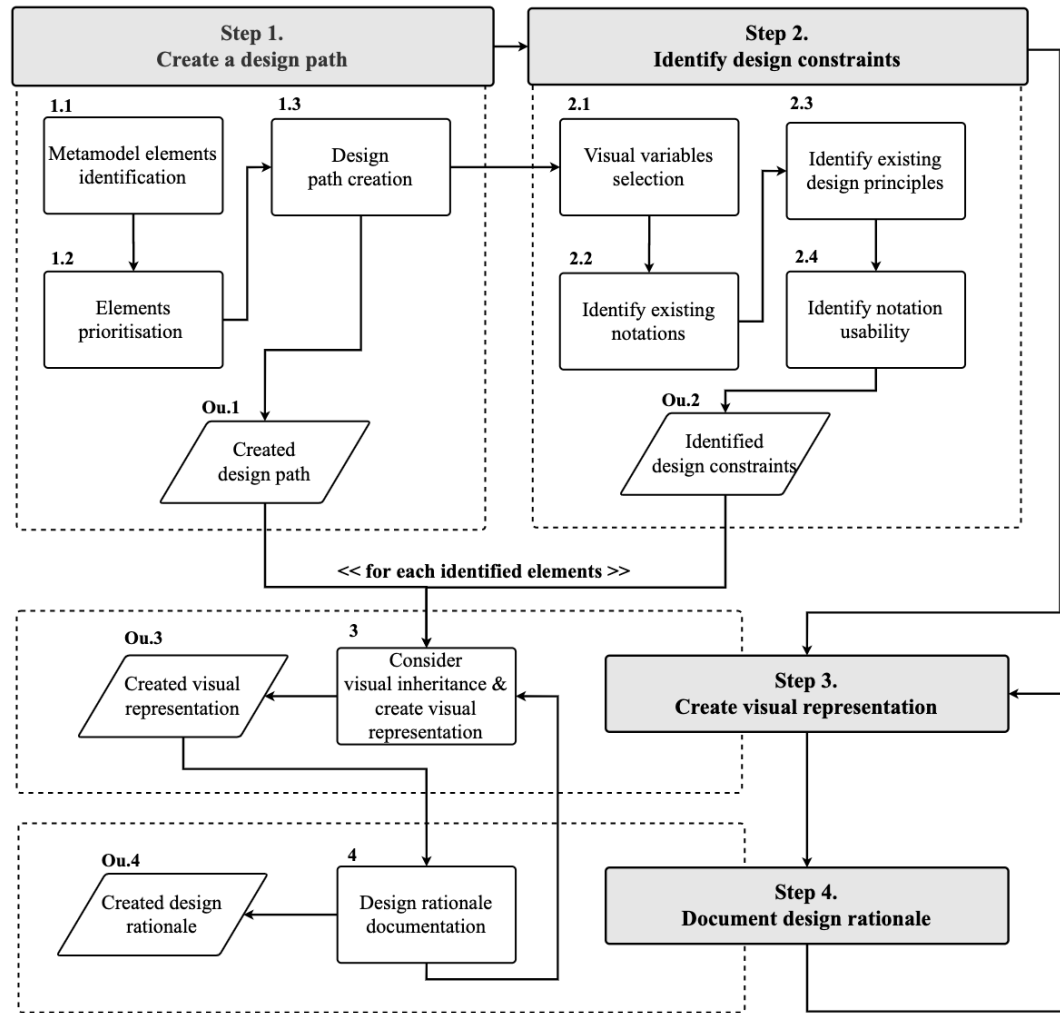 Step 1.
Create a design path
Step 2.
Identify design constraints
1.1
Metamodel elements
identification
1.2
Elements
prioritisation
1.3
Design
path creation
Ou.1
Created
design path
2.1
Visual variables
selection
2.2
Identify existing
notations
2.3
Identify existing
design principles
2.4
Identify notation
usability
Ou.2
Identified
design constraints
<< for each identified elements >>
3
Consider
visual inheritance &
create visual
representation
Ou.3
Created visual
representation
Step 3.
Create visual representation
4
Design rationale
documentation
Ou.4
Created design
rationale
Step 4.
Document design rationale